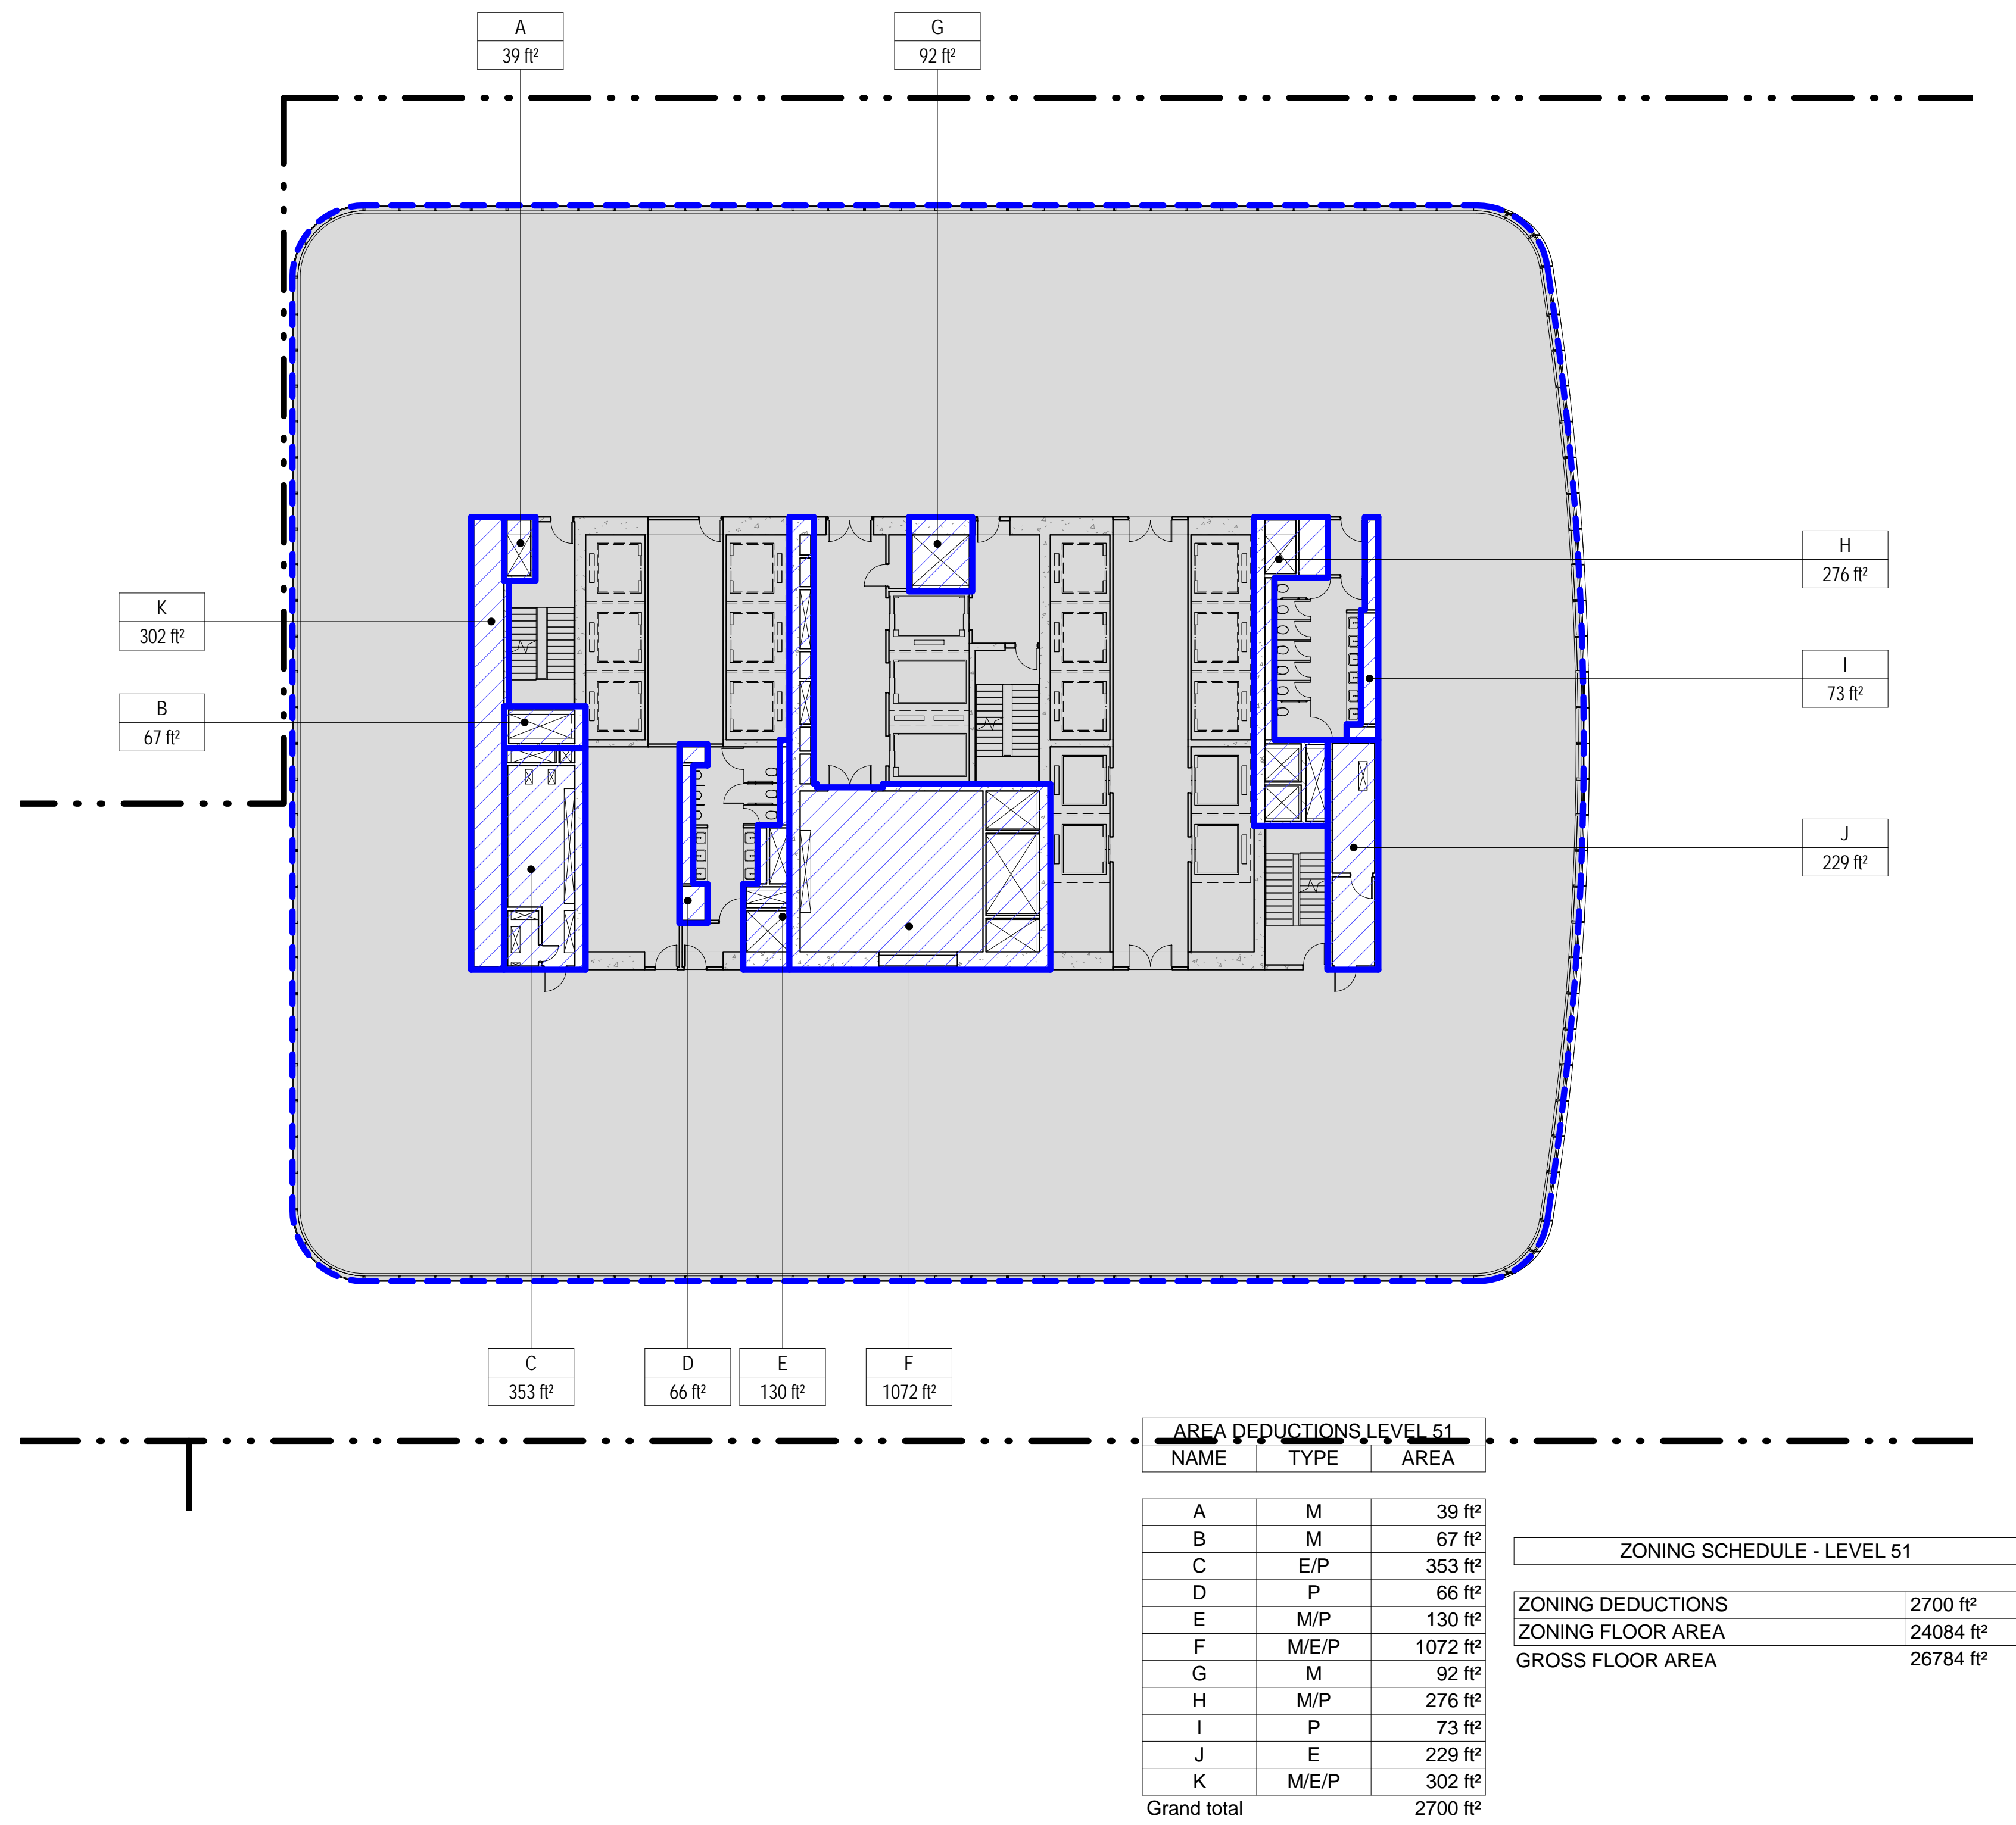 A
39 ft²
G
92 ft²
H
276 ft²
K
302 ft²
I
73 ft²
B
67 ft²
J
229 ft²
C
353 ft²
D
66 ft²
E
130 ft²
F
1072 ft²
AREA DEDUCTIONS LEVEL 51
NAME TYPE AREA
A M 39 ft²
B M 67 ft²
C E/P 353 ft²
D P 66 ft²
E M/P 130 ft²
F M/E/P 1072 ft²
G M 92 ft²
H M/P 276 ft²
I P 73 ft²
J E 229 ft²
K M/E/P 302 ft²
Grand total 2700 ft²
ZONING SCHEDULE - LEVEL 51
ZONING DEDUCTIONS 2700 ft²
ZONING FLOOR AREA 24084 ft²
GROSS FLOOR AREA 26784 ft²